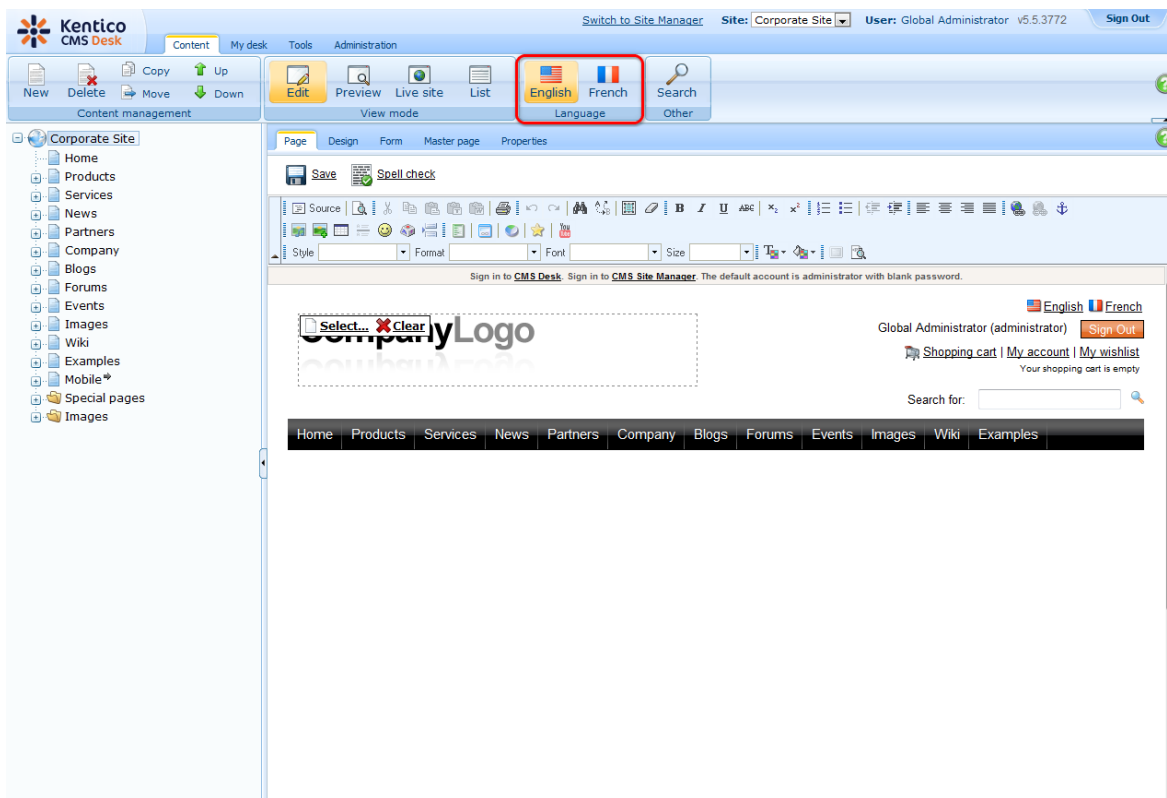 Kentico
CMS Desk
Switch to Site Manager Site: Corporate Site User: Global Administrator v5.5.3772 Sign Out
Content My desk Tools Administration
New Delete Copy Move Up Down
Content management
Edit Preview Live site List
View mode
English French
Language
Search
Other
Corporate Site
Home
Products
Services
News
Partners
Company
Blogs
Forums
Events
Images
Wiki
Examples
Mobile
Special pages
Images
Page Design Form Master page Properties
Save Spell check
Source B I U ABC
Style Format Font Size
Sign in to CMS Desk. Sign in to CMS Site Manager. The default account is administrator with blank password.
English French
Select... Clear
CompanyLogo
Global Administrator (administrator) Sign Out
Shopping cart | My account | My wishlist
Your shopping cart is empty
Search for:
Home Products Services News Partners Company Blogs Forums Events Images Wiki Examples